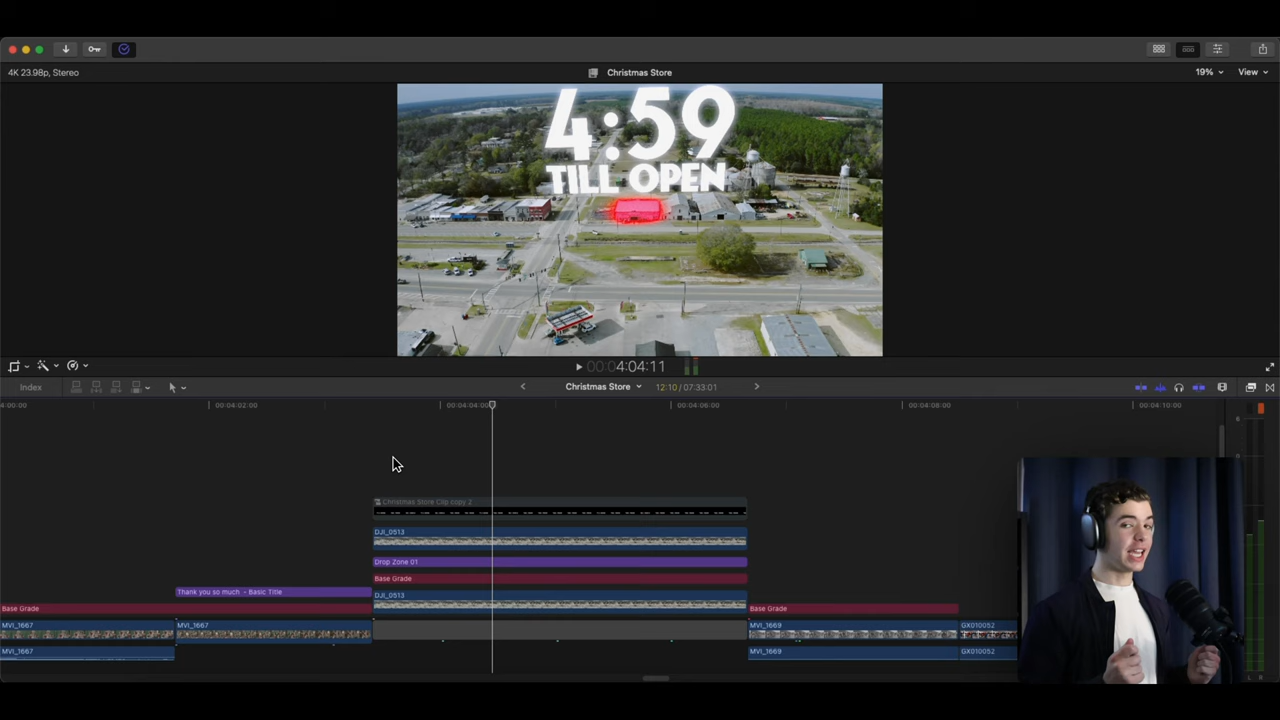 4K 23.98p, Stereo
Christmas Store
19%
View
4:59
TILL OPEN
00:00:4:04:11
Index
Christmas Store
12:10 / 07:33:01
4:00:00
00:04:02:00
00:04:04:00
00:04:06:00
00:04:08:00
00:04:10:00
Christmas Store Clip copy 2
DJI_0513
Drop Zone 01
Base Grade
DJI_0513
Thank you so much - Basic Title
Base Grade
Base Grade
MVI_1667
MVI_1667
MVI_1669
GX010052
MVI_1667
MVI_1669
GX010052
6
L R